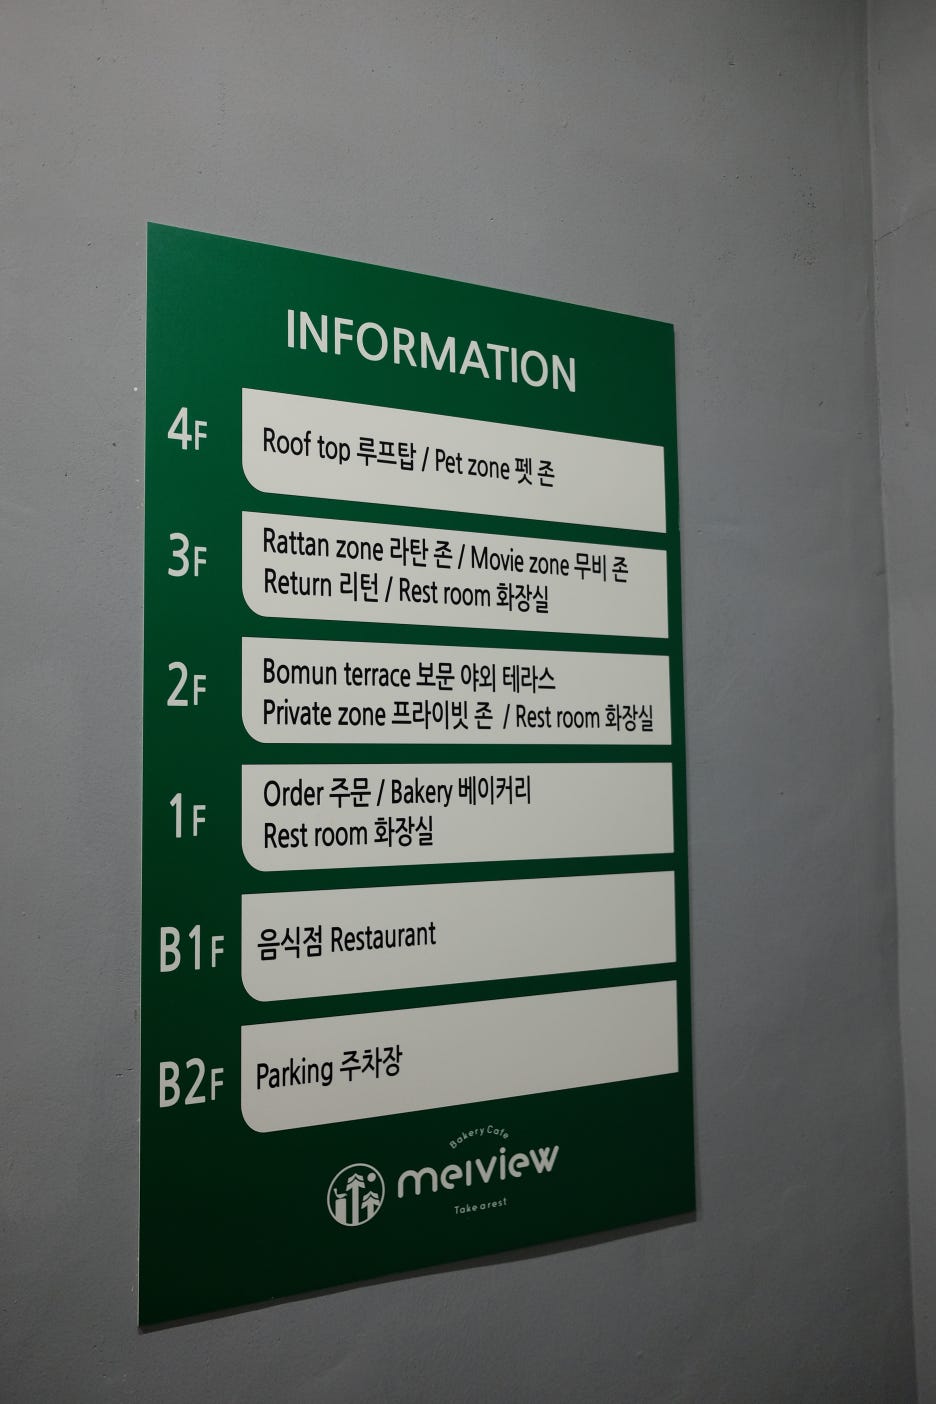 INFORMATION
4F
Roof top 루프탑 / Pet zone 펫 존
3F
Rattan zone 라탄 존 / Movie zone 무비 존
Return 리턴 / Rest room 화장실
2F
Bomun terrace 보문 야외 테라스
Private zone 프라이빗 존 / Rest room 화장실
1F
Order 주문 / Bakery 베이커리
Rest room 화장실
B1F
음식점 Restaurant
B2F
Parking 주차장
Bakery Cafe
meıview
Take a rest